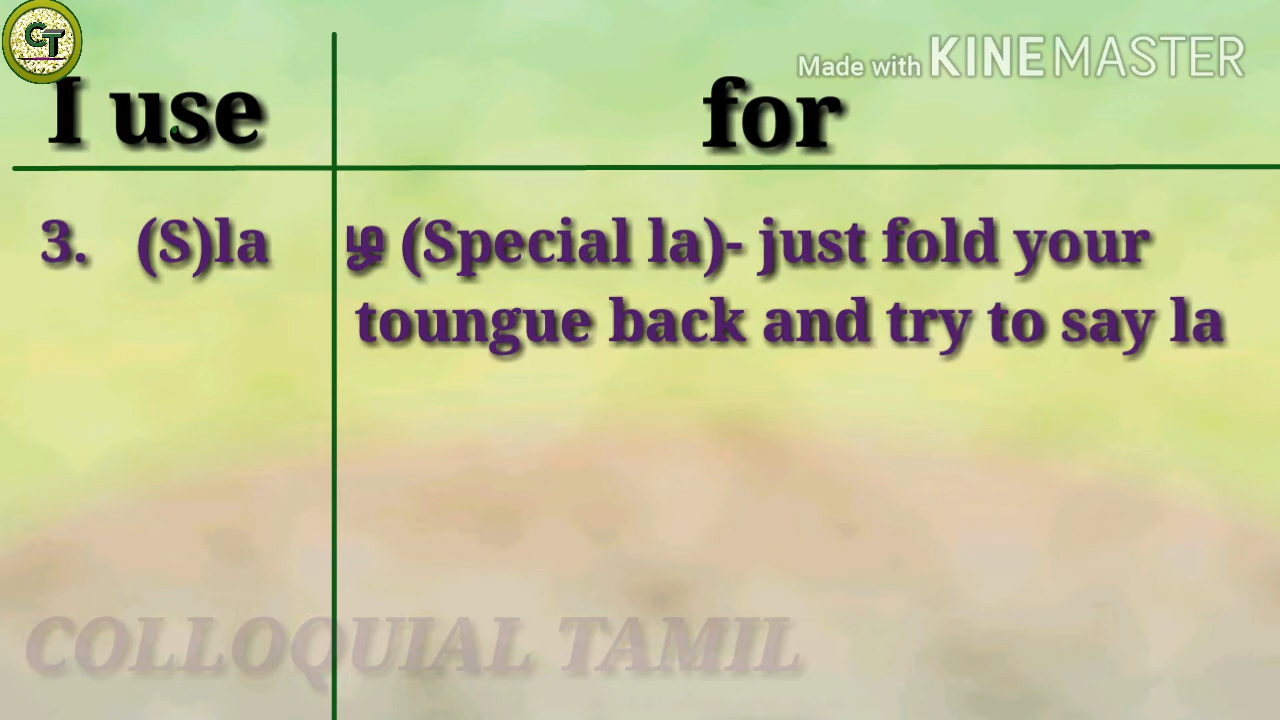 CT
Made with KINEMASTER
I use for
3. (S)la ழ (Special la)- just fold your
toungue back and try to say la
COLLOQUIAL TAMIL